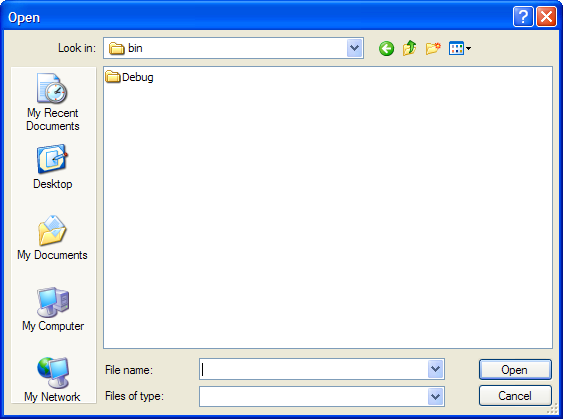 Open
Look in:
bin
Debug
My Recent
Documents
Desktop
My Documents
My Computer
My Network
File name:
Open
Files of type:
Cancel